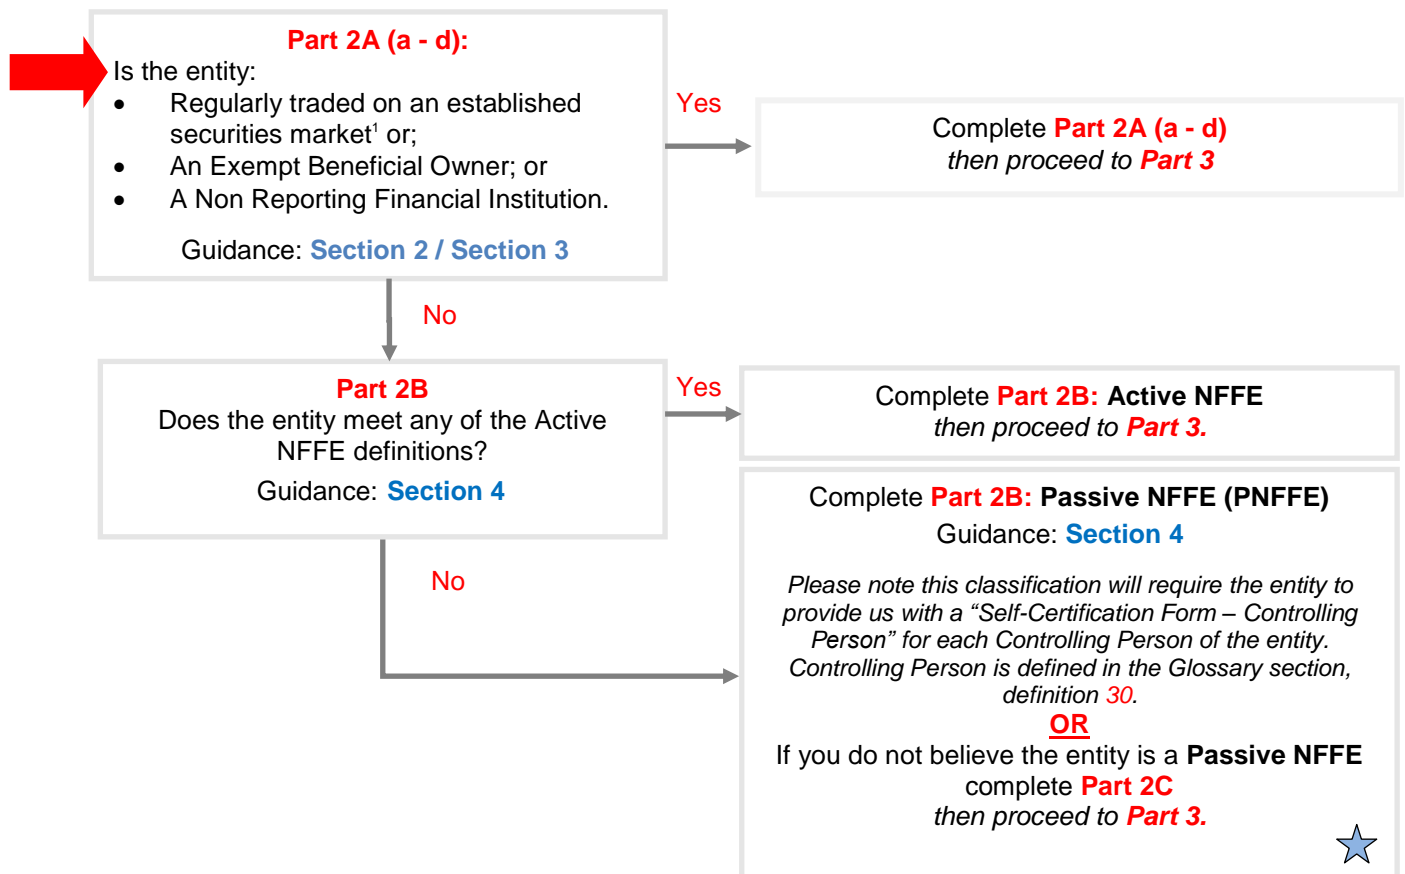 Part 2A (a - d):
Is the entity:
• Regularly traded on an established
securities market¹ or;
• An Exempt Beneficial Owner; or
• A Non Reporting Financial Institution.
Guidance: Section 2 / Section 3
Yes
Complete Part 2A (a - d)
then proceed to Part 3
No
Part 2B
Does the entity meet any of the Active
NFFE definitions?
Guidance: Section 4
Yes
Complete Part 2B: Active NFFE
then proceed to Part 3.
No
Complete Part 2B: Passive NFFE (PNFFE)
Guidance: Section 4
Please note this classification will require the entity to
provide us with a “Self-Certification Form – Controlling
Person” for each Controlling Person of the entity.
Controlling Person is defined in the Glossary section,
definition 30.
OR
If you do not believe the entity is a Passive NFFE
complete Part 2C
then proceed to Part 3.